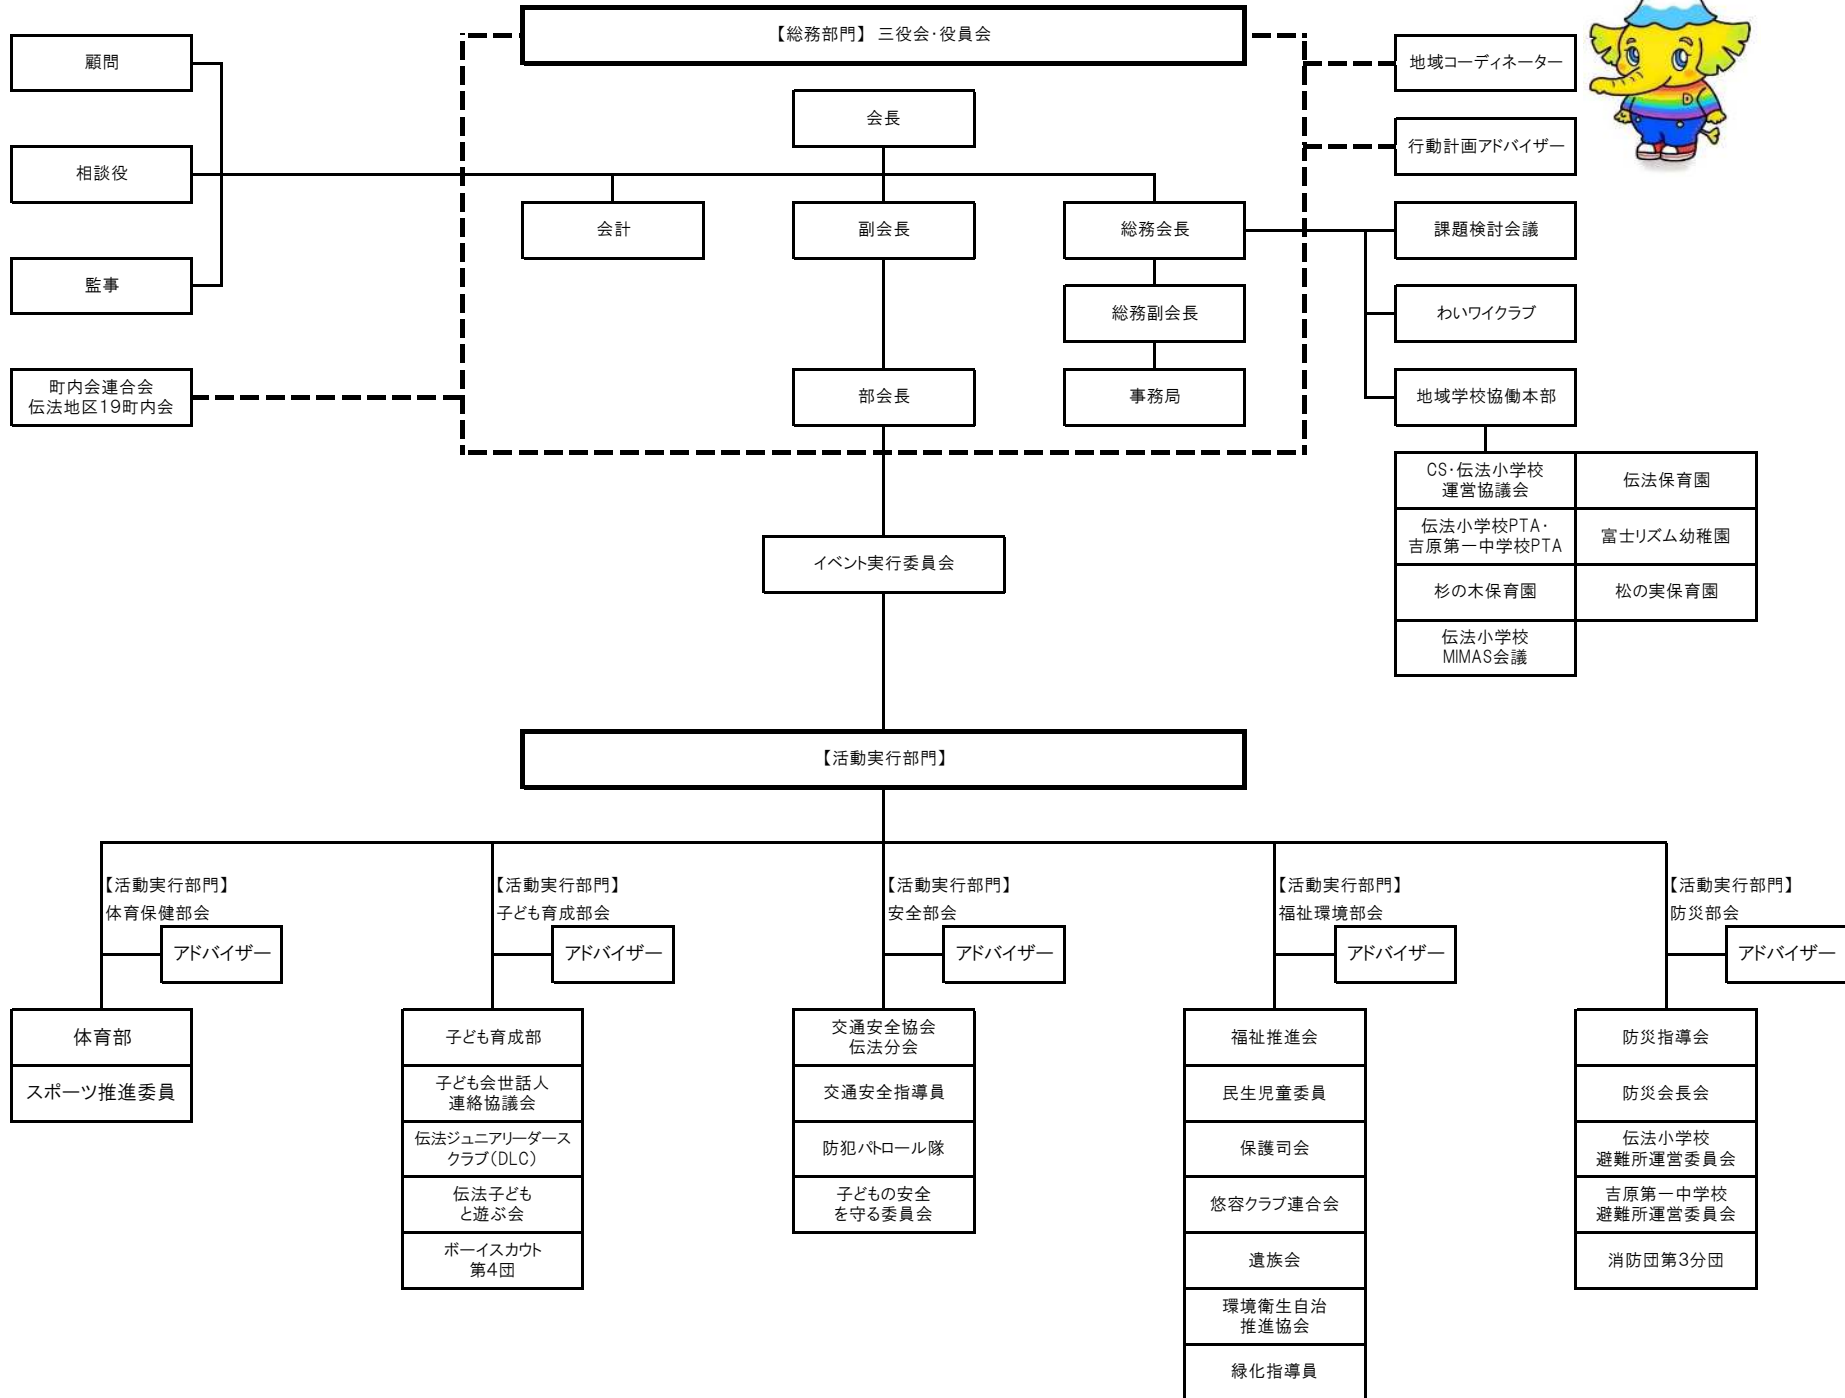 【総務部門】 三役会・役員会
顧問
相談役
監事
町内会連合会
伝法地区19町内会
会長
会計
副会長
総務会長
総務副会長
部会長
事務局
地域コーディネーター
行動計画アドバイザー
課題検討会議
わいワイクラブ
地域学校協働本部
CS・伝法小学校
運営協議会
伝法保育園
伝法小学校PTA・
吉原第一中学校PTA
富士リズム幼稚園
杉の木保育園
松の実保育園
伝法小学校
MIMAS会議
D
イベント実行委員会
【活動実行部門】
【活動実行部門】
体育保健部会
アドバイザー
体育部
スポーツ推進委員
【活動実行部門】
子ども育成部会
アドバイザー
子ども育成部
子ども会世話人
連絡協議会
伝法ジュニアリーダース
クラブ(DLC)
伝法子ども
と遊ぶ会
ボーイスカウト
第4団
【活動実行部門】
安全部会
アドバイザー
交通安全協会
伝法分会
交通安全指導員
防犯パトロール隊
子どもの安全
を守る委員会
【活動実行部門】
福祉環境部会
アドバイザー
福祉推進会
民生児童委員
保護司会
悠容クラブ連合会
遺族会
環境衛生自治
推進協会
緑化指導員
【活動実行部門】
防災部会
アドバイザー
防災指導会
防災会長会
伝法小学校
避難所運営委員会
吉原第一中学校
避難所運営委員会
消防団第3分団